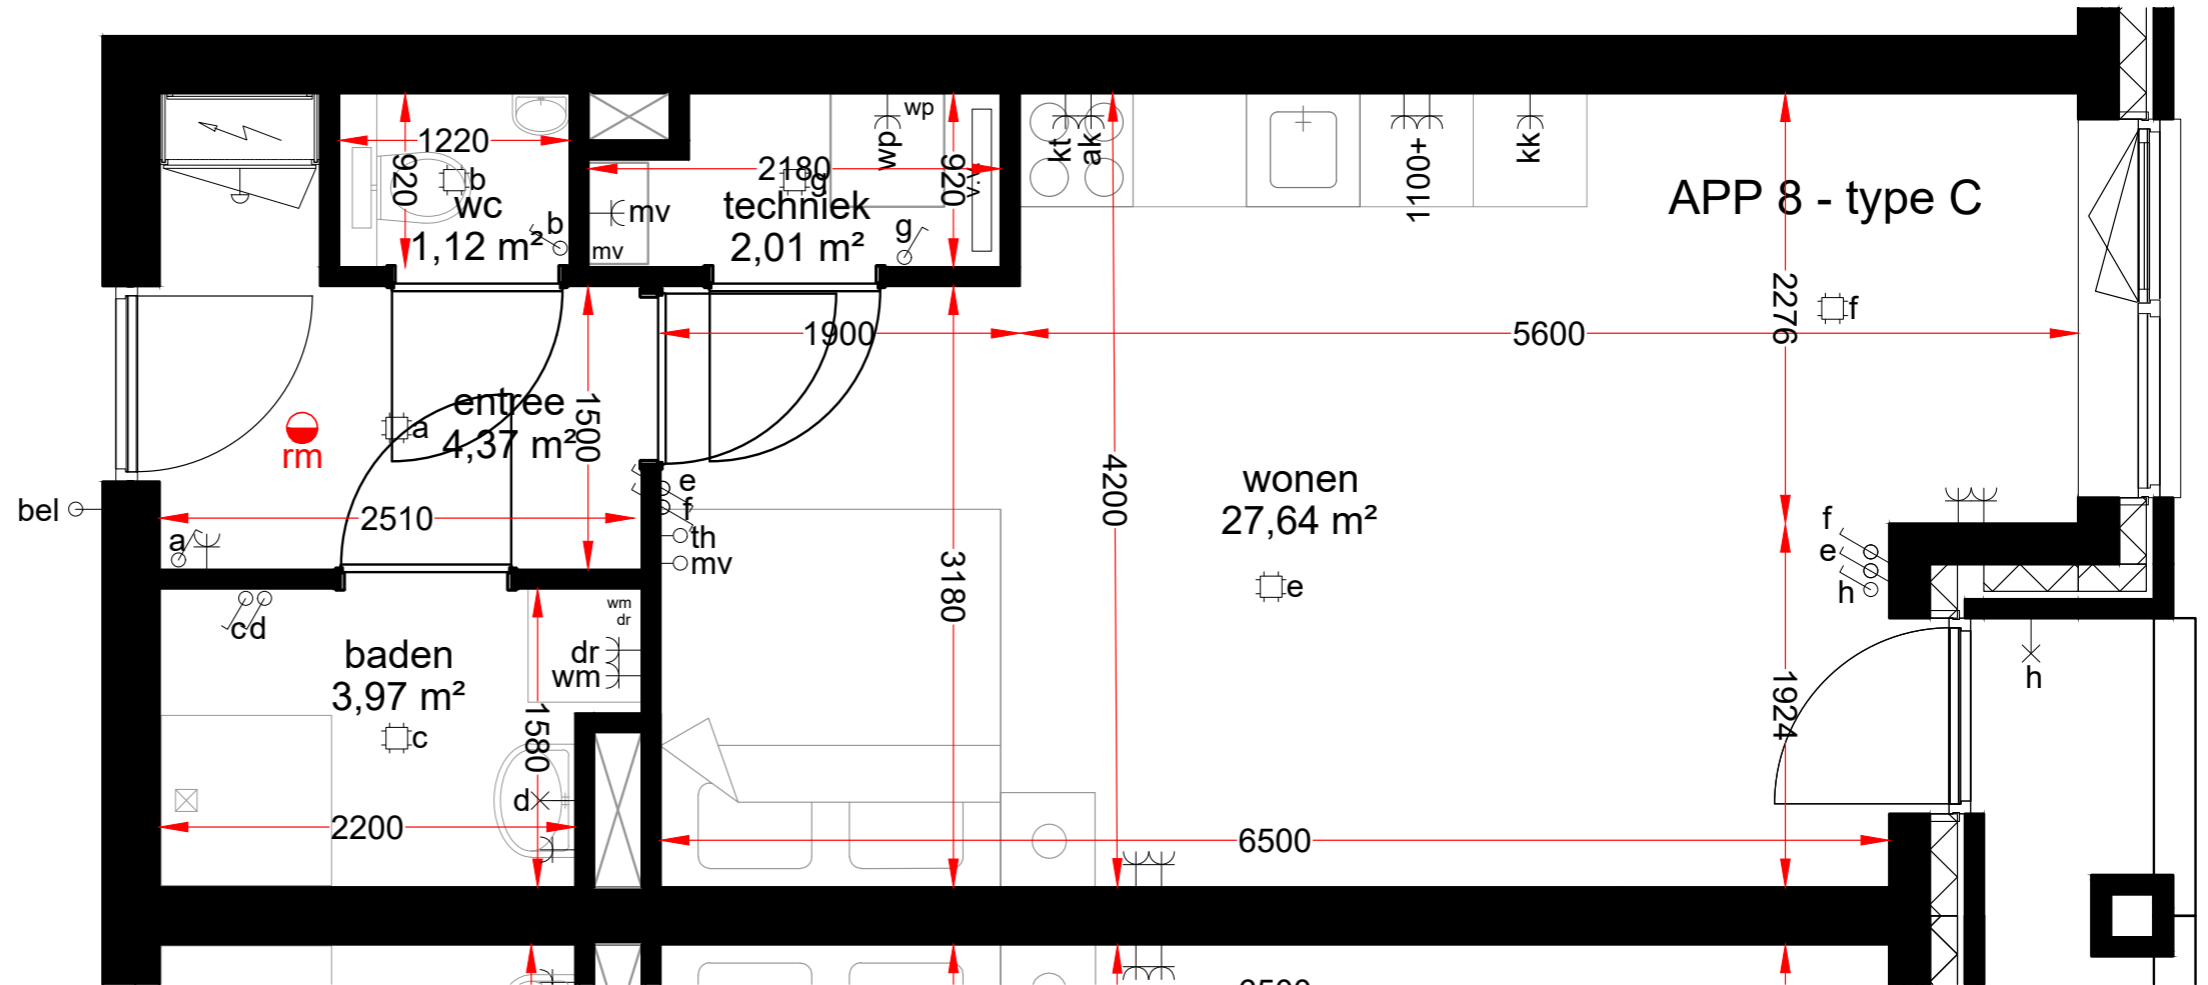 1220
920
b
wc
1,12 m²
b
2180
g
techniek
2,01 m²
mv
mv
g
wp
wp
920
v.v.
kt
ak
1100+
kk
APP 8 - type C
2276
f
1900
5600
entree
4,37 m²
a
1500
rm
bel
2510
a
e
f
th
mv
4200
3180
wonen
27,64 m²
e
f
e
h
h
1924
cd
baden
3,97 m²
c
wm
dr
dr
wm
1580
d
2200
6500
6500